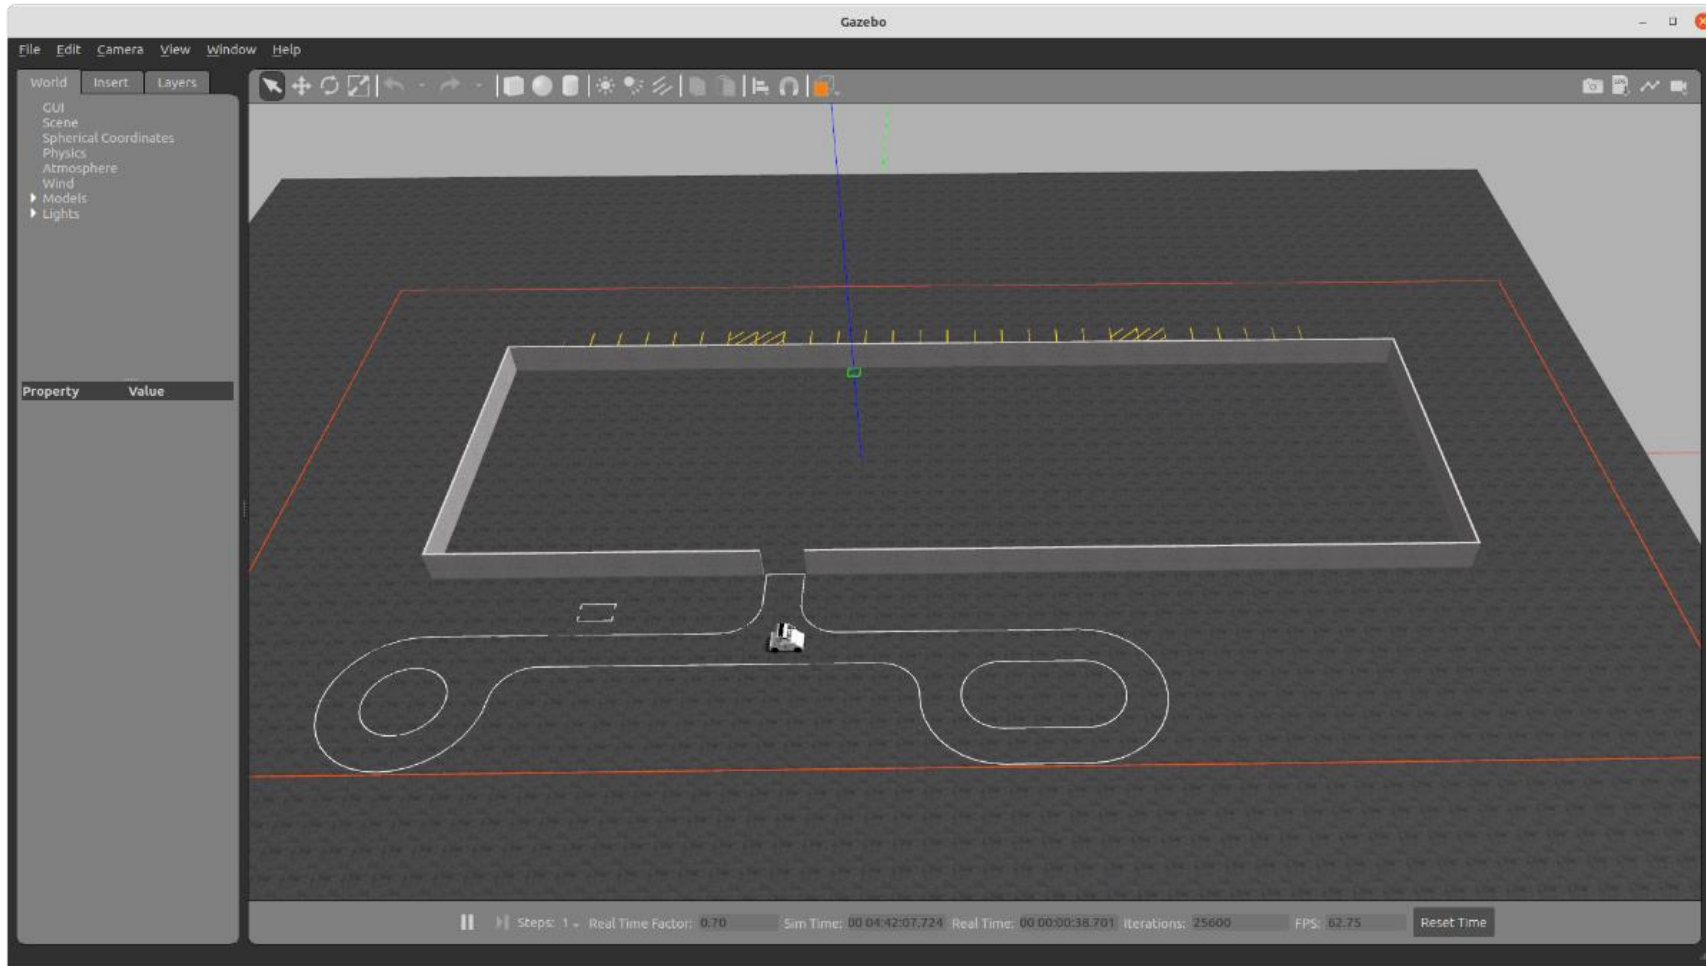 Gazebo
File Edit Camera View Window Help
World Insert Layers
GUI
Scene
Spherical Coordinates
Physics
Atmosphere
Wind
Models
Lights
Property Value
Steps: 1 Real Time Factor: 0.70 Sim Time: 00 04:42:07.724 Real Time: 00 00:00:38.701 Iterations: 25600 FPS: 62.75 Reset Time